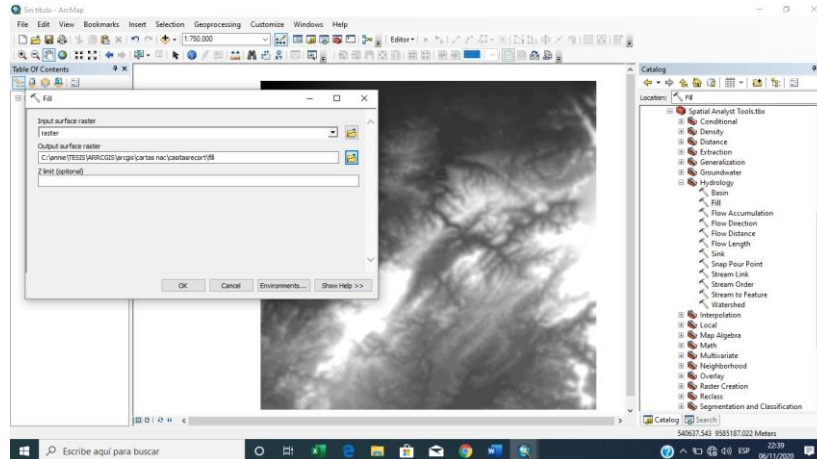 Sin titulo - ArcMap
File Edit View Bookmarks Insert Selection Geoprocessing Customize Windows Help
1:750.000
Editor
Table Of Contents
Catalog
Location: Fill
Fill
Input surface raster
raster
Output surface raster
C:\annie\TESIS\ARRCGIS\arcgis\cartas nac\casitasrecort\fill
Z limit (optional)
OK Cancel Environments... Show Help >>
Spatial Analyst Tools.tbx
Conditional
Density
Distance
Extraction
Generalization
Groundwater
Hydrology
Basin
Fill
Flow Accumulation
Flow Direction
Flow Distance
Flow Length
Sink
Snap Pour Point
Stream Link
Stream Order
Stream to Feature
Watershed
Interpolation
Local
Map Algebra
Math
Multivariate
Neighborhood
Overlay
Raster Creation
Reclass
Segmentation and Classification
Catalog Search
540637.543 9585187.022 Meters
Escribe aquí para buscar
ESP
22:39
06/11/2020